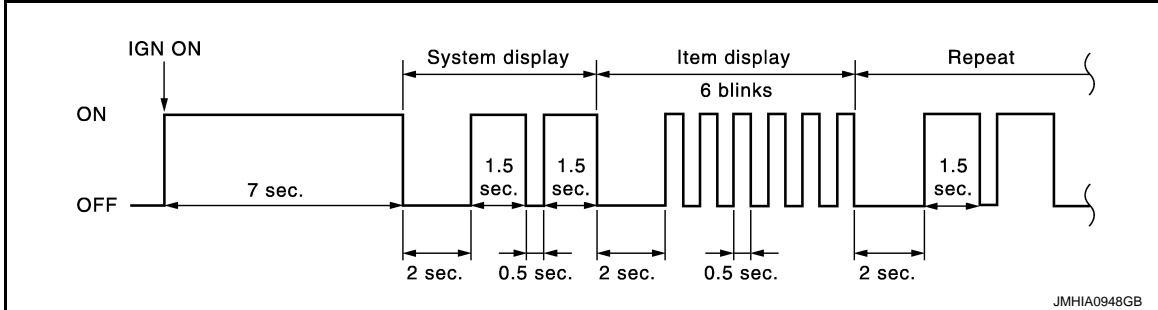 IGN ON
System display
Item display
Repeat
6 blinks
ON
1.5
sec.
1.5
sec.
1.5
sec.
7 sec.
OFF
2 sec.
0.5 sec.
2 sec.
0.5 sec.
2 sec.
JMHIA0948GB